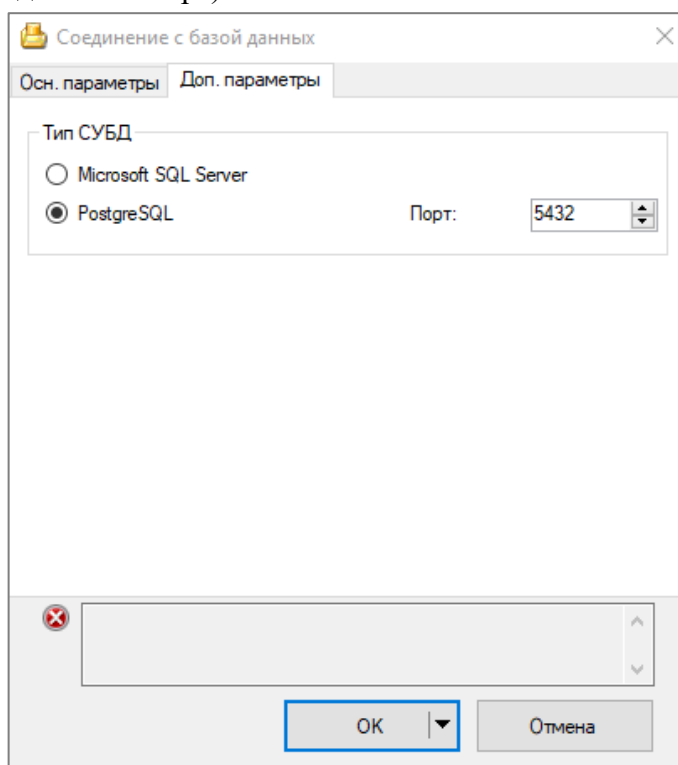 Соединение с базой данных
Осн. параметры Доп. параметры
Тип СУБД
Microsoft SQL Server
PostgreSQL Порт: 5432
OK Отмена